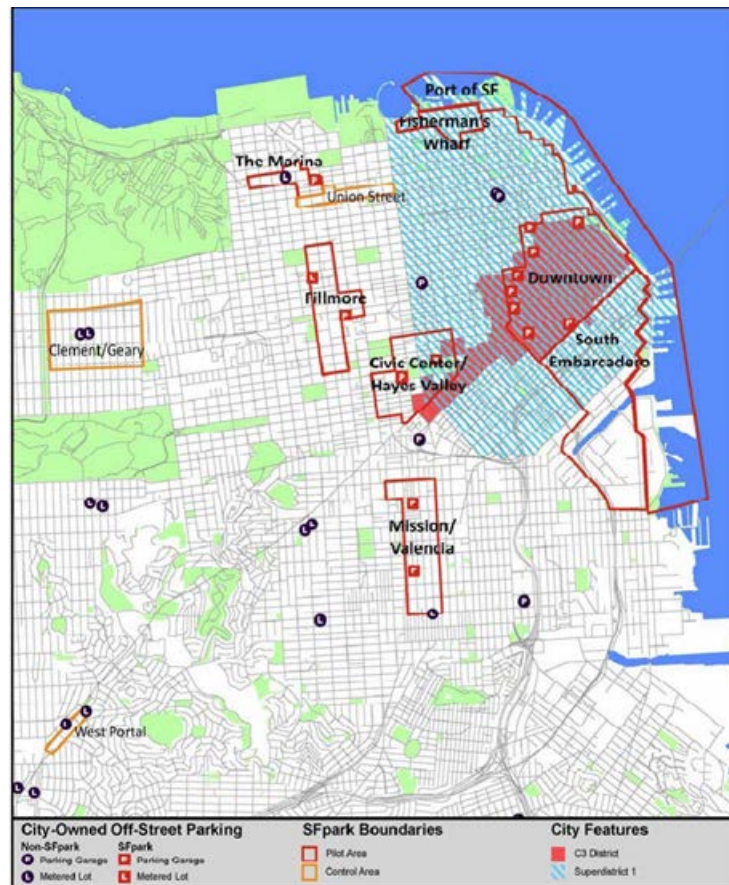 Port of SF
Fisherman's
Wharf
The Marina
Union Street
Downtown
Fillmore
South
Embarcadero
Clement/Geary
Civic Center/
Hayes Valley
Mission/
Valencia
West Portal
City-Owned Off-Street Parking
Non-SFpark
SFpark
P Parking Garage
P Parking Garage
L Metered Lot
L Metered Lot
SFpark Boundaries
Pilot Area
Control Area
City Features
C3 District
Superdistrict 1